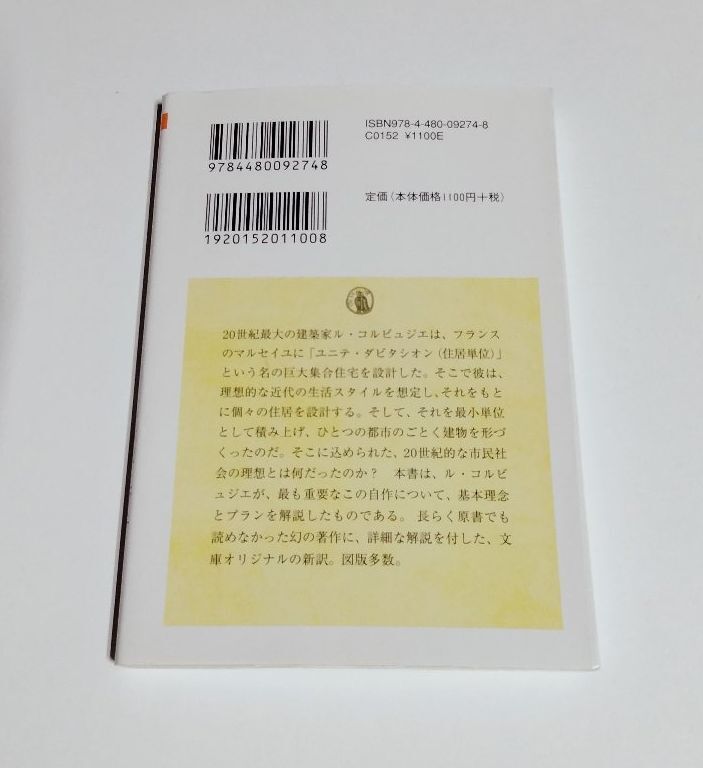 ISBN978-4-480-09274-8
C0152 ¥1100E
9784480092748
定価(本体価格1100円+税)
1920152011008
20世紀最大の建築家ル・コルビュジエは、フランス
のマルセイユに「ユニテ・ダビタシオン(住居単位)」
という名の巨大集合住宅を設計した。そこで彼は、
理想的な近代の生活スタイルを想定し、それをもと
に個々の住居を設計する。そして、それを最小単位
として積み上げ、ひとつの都市のごとく建物を形づ
くったのだ。そこに込められた、20世紀的な市民社
会の理想とは何だったのか? 本書は、ル・コルビ
ュジエが、最も重要なこの自作について、基本理念
とプランを解説したものである。長らく原書でも
読めなかった幻の著作に、詳細な解説を付した、文
庫オリジナルの新訳。図版多数。